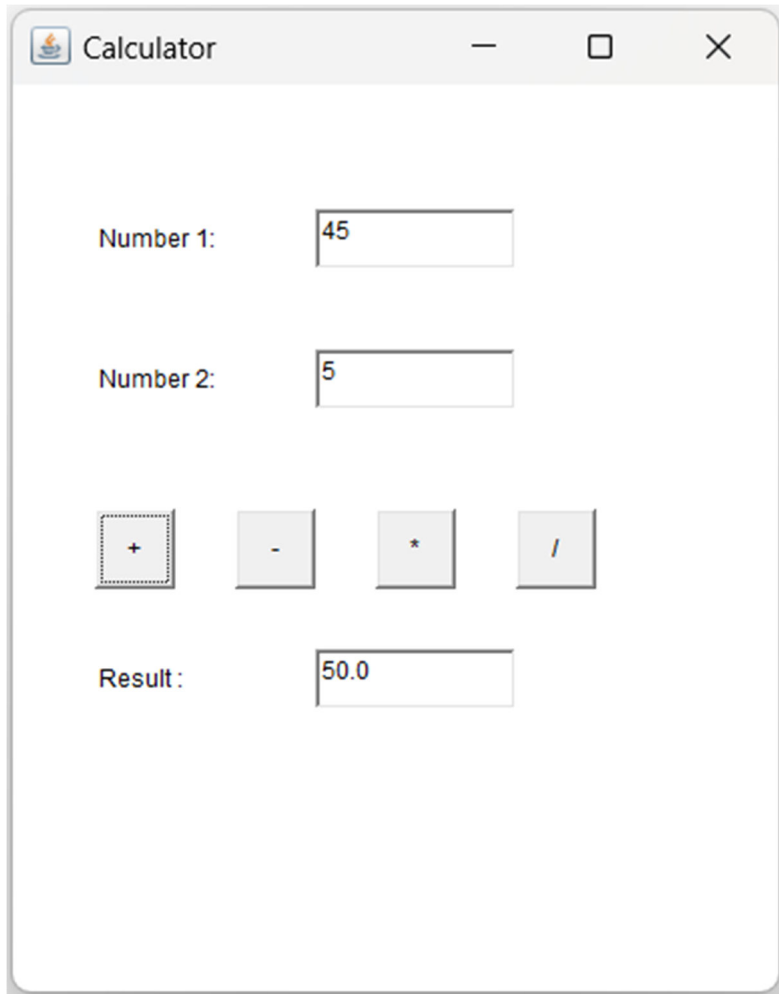 Calculator
Number 1: 45
Number 2: 5
+ - * /
Result : 50.0